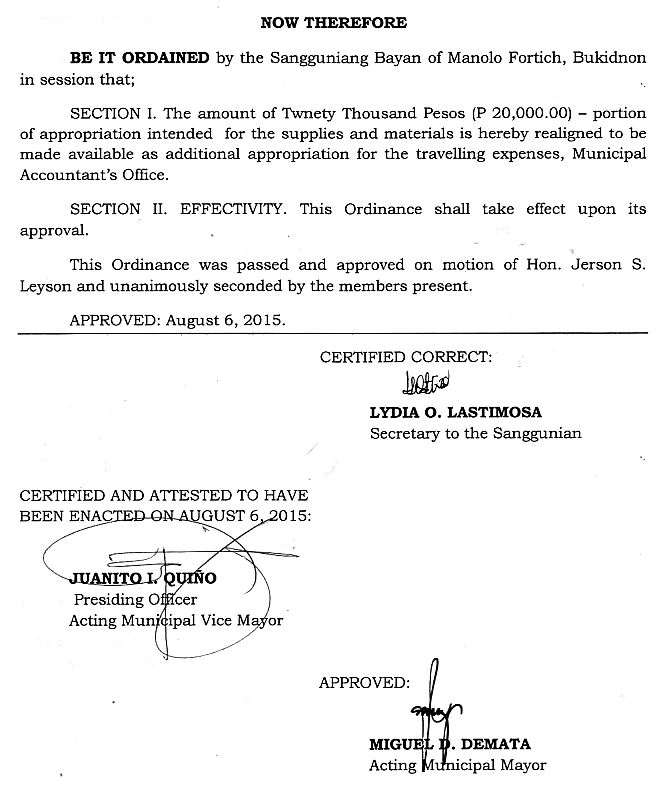 NOW THEREFORE
BE IT ORDAINED by the Sangguniang Bayan of Manolo Fortich, Bukidnon
in session that;
SECTION I. The amount of Twnety Thousand Pesos (P 20,000.00) – portion
of appropriation intended for the supplies and materials is hereby realigned to be
made available as additional appropriation for the travelling expenses, Municipal
Accountant's Office.
SECTION II. EFFECTIVITY. This Ordinance shall take effect upon its
approval.
This Ordinance was passed and approved on motion of Hon. Jerson S.
Leyson and unanimously seconded by the members present.
APPROVED: August 6, 2015.
CERTIFIED CORRECT:
LYDIA O. LASTIMOSA
Secretary to the Sanggunian
CERTIFIED AND ATTESTED TO HAVE
BEEN ENACTED ON AUGUST 6, 2015:
JUANITO I. QUIÑO
Presiding Officer
Acting Municipal Vice Mayor
APPROVED:
MIGUEL D. DEMATA
Acting Municipal Mayor